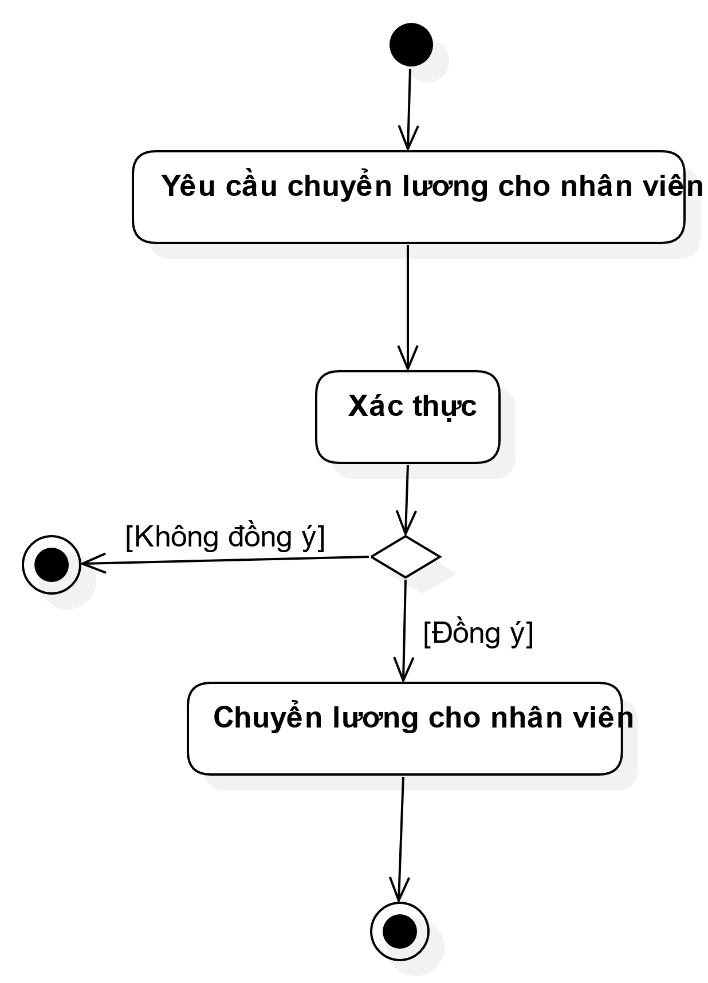 Yêu cầu chuyển lương cho nhân viên
Xác thực
[Không đồng ý]
[Đồng ý]
Chuyển lương cho nhân viên